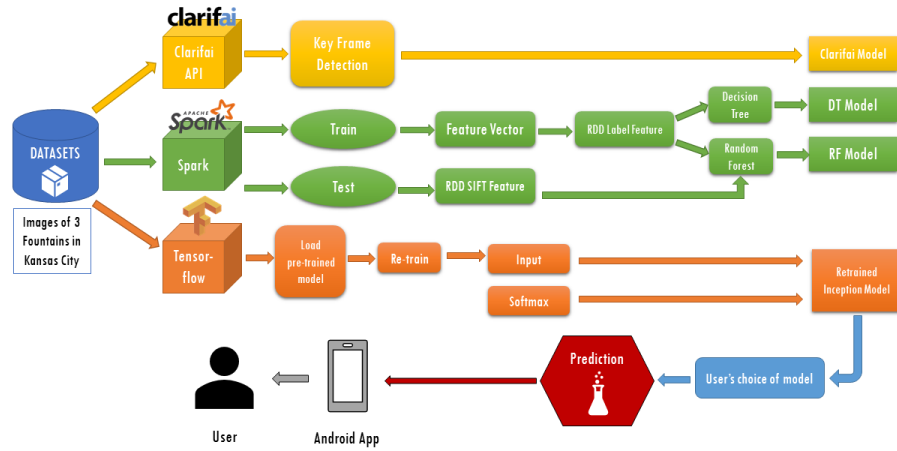 clarifai
Clarifai
API
Key Frame
Detection
Clarifai Model
APACHE
Spark
DATASETS
Images of 3
Fountains in
Kansas City
Spark
Train
Feature Vector
RDD Label Feature
Decision
Tree
DT Model
Random
Forest
RF Model
Test
RDD SIFT Feature
Tensor-
flow
Load
pre-trained
model
Re-train
Input
Softmax
Retrained
Inception Model
User's choice of model
Prediction
Android App
User